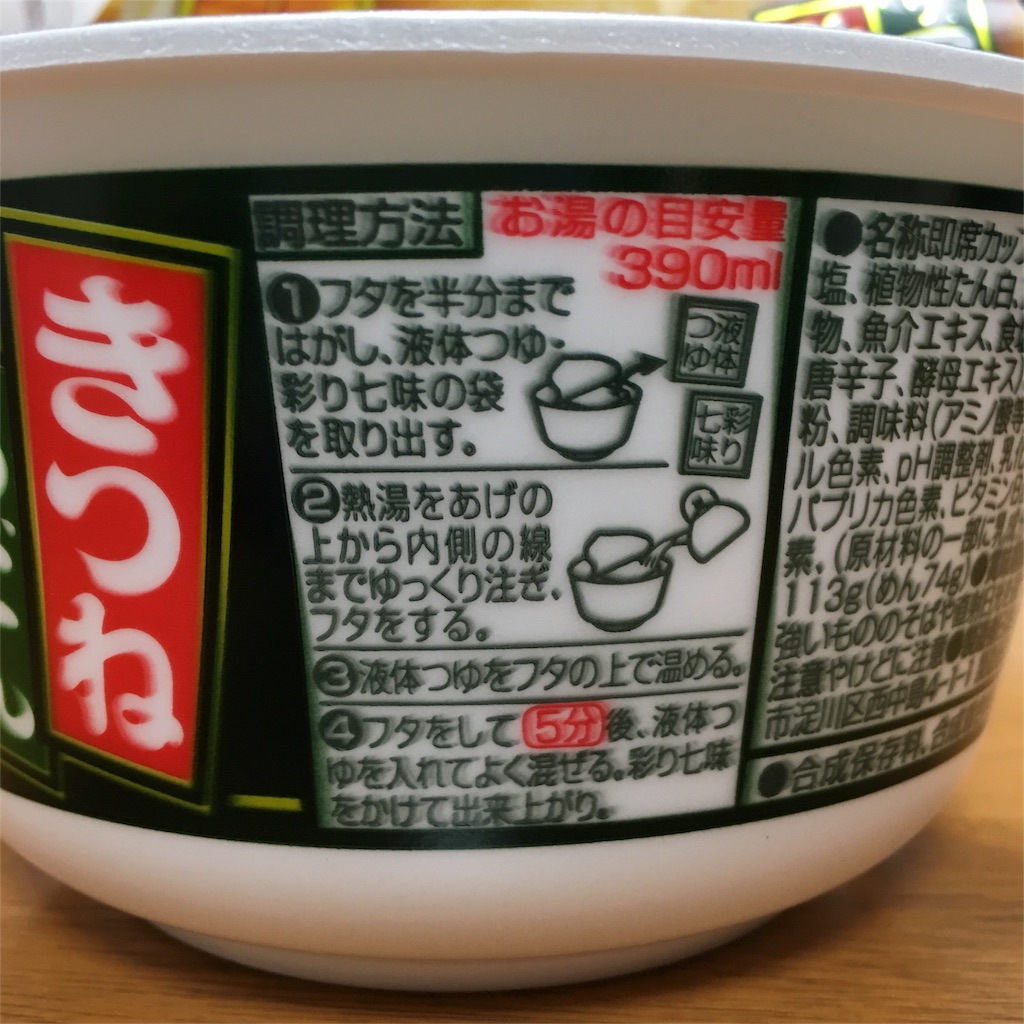 きつね
調理方法
お湯の目安量
390ml
①フタを半分まで
はがし、液体つゆ・
彩り七味の袋
を取り出す。
液体
つゆ
彩り
七味
②熱湯をあげの
上から内側の線
までゆっくり注ぎ、
フタをする。
③液体つゆをフタの上で温める。
④フタをして5分後、液体つ
ゆを入れてよく混ぜる。彩り七味
をかけて出来上がり。
●名称即席カッ
塩、植物性たん白、
物、魚介エキス、食塩
唐辛子、酵母エキス
粉、調味料(アミノ酸等
ル色素、pH調整剤、乳化
パプリカ色素、ビタミン
素、(原材料の一部に乳
113g(めん74g)●
強いもののそばや
注意やけどに注意●
市淀川区西中島4-1-1
●合成保存料、合成